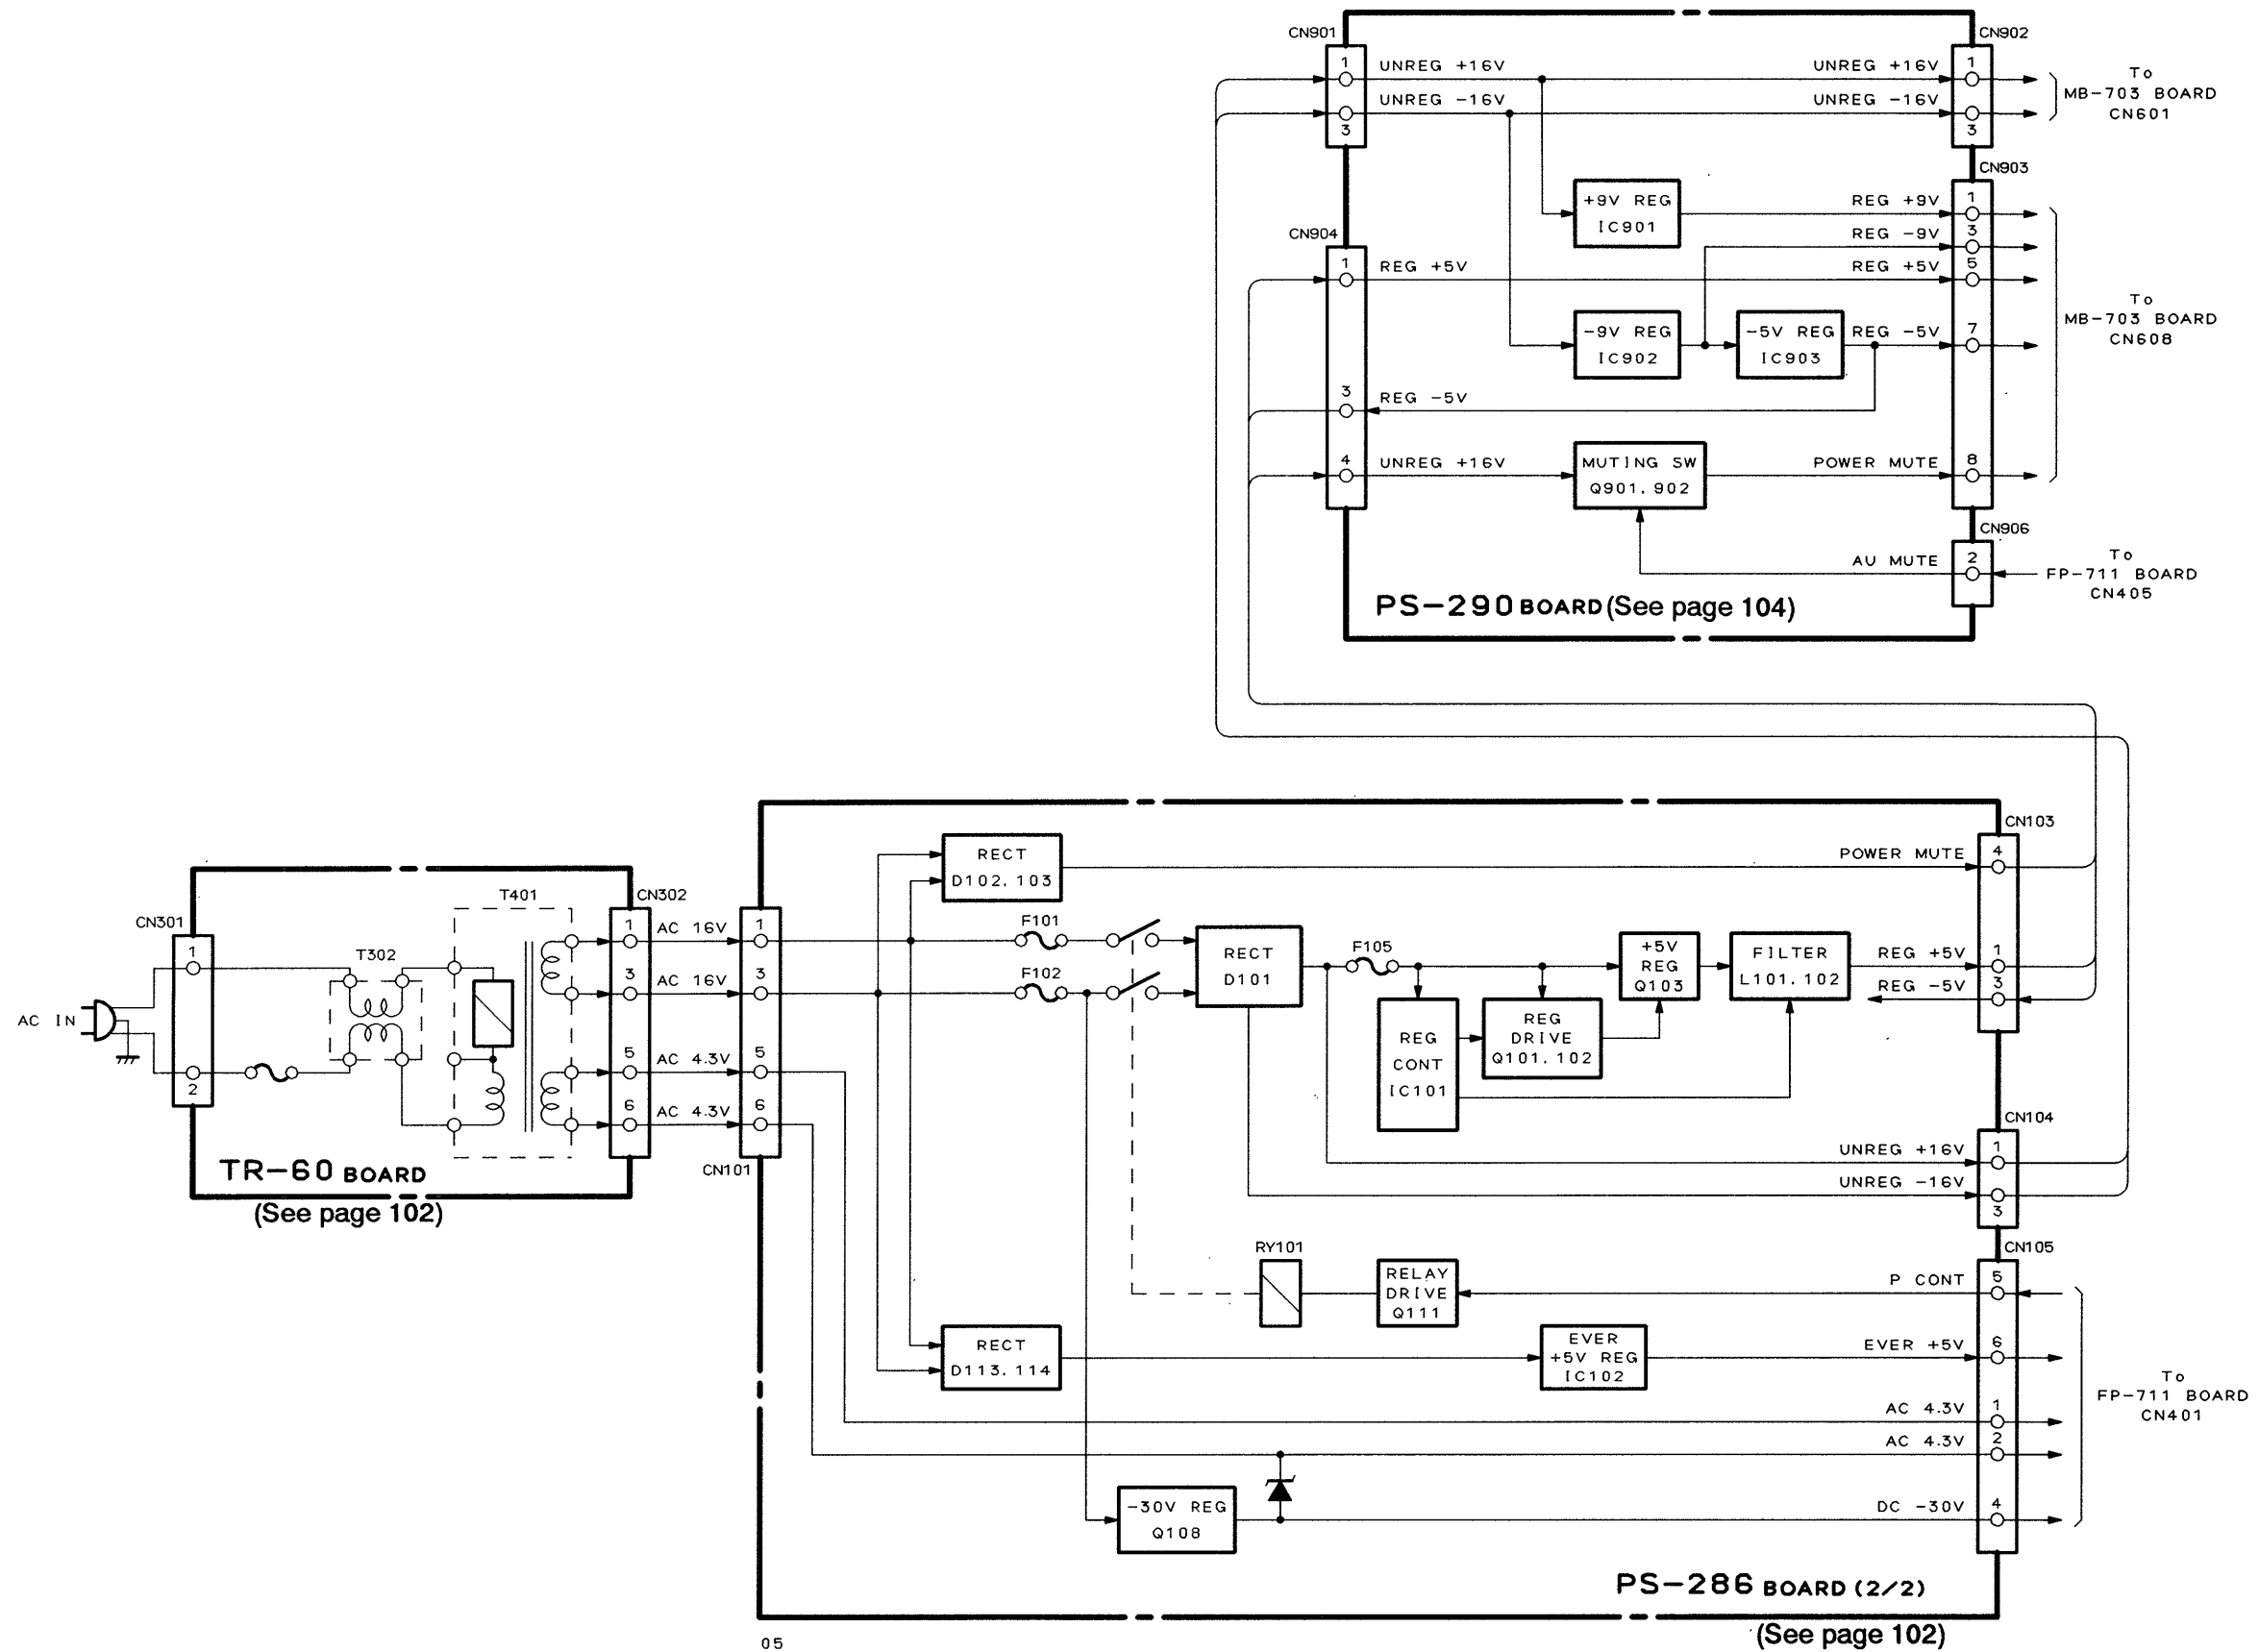 CN901
CN902
1
UNREG +16V
UNREG +16V
1
To
MB-703 BOARD
CN601
UNREG -16V
UNREG -16V
3
3
CN903
+9V REG
IC901
REG +9V
1
CN904
REG -9V
3
1
REG +5V
REG +5V
5
To
MB-703 BOARD
CN608
-9V REG
IC902
-5V REG
IC903
REG -5V
7
3
REG -5V
4
UNREG +16V
MUTING SW
Q901.902
POWER MUTE
8
CN906
AU MUTE
2
To
FP-711 BOARD
CN405
PS-290 BOARD (See page 104)
CN103
RECT
D102.103
POWER MUTE
4
T401
CN302
CN301
1
T302
1
AC 16V
1
F101
3
AC 16V
3
F102
RECT
D101
F105
+5V
REG
Q103
FILTER
L101.102
REG +5V
1
REG -5V
3
AC IN
REG
CONT
IC101
REG
DRIVE
Q101.102
2
5
AC 4.3V
5
6
AC 4.3V
6
CN101
TR-60 BOARD
(See page 102)
CN104
UNREG +16V
1
UNREG -16V
3
CN105
RY101
RELAY
DRIVE
Q111
P CONT
5
RECT
D113.114
EVER
+5V REG
IC102
EVER +5V
6
To
FP-711 BOARD
CN401
AC 4.3V
1
AC 4.3V
2
-30V REG
Q108
DC -30V
4
PS-286 BOARD (2/2)
(See page 102)
05